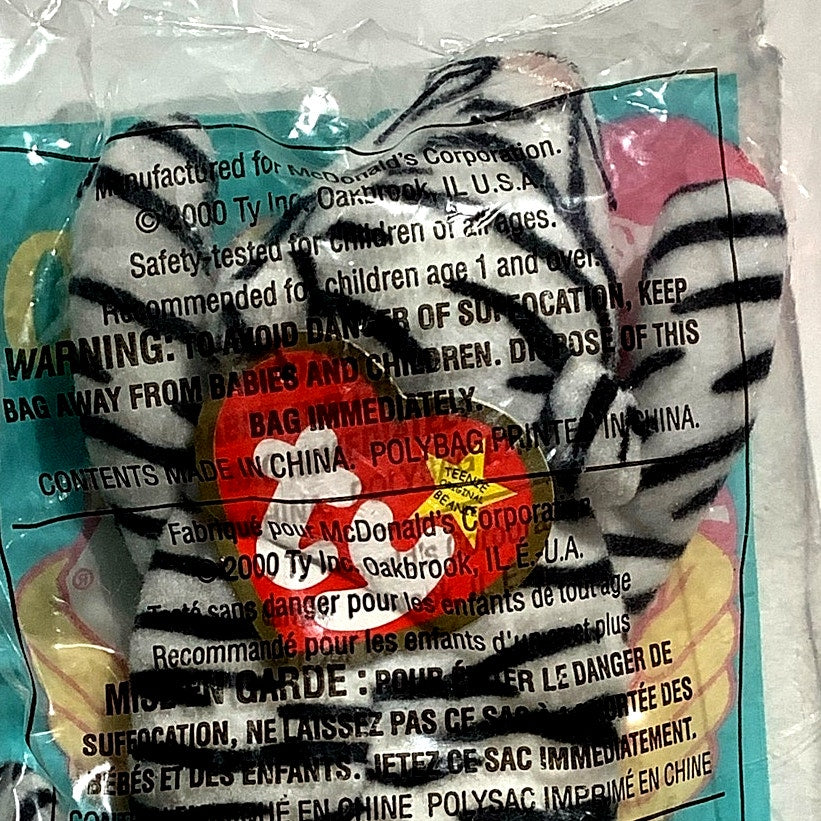 Manufactured for McDonald's Corporation.
© 2000 Ty Inc. Oakbrook, IL U.S.A.
Safety-tested for children of all ages.
Recommended for children age 1 and over.
WARNING: TO AVOID DANGER OF SUFFOCATION, KEEP
BAG AWAY FROM BABIES AND CHILDREN. DISPOSE OF THIS
BAG IMMEDIATELY.
CONTENTS MADE IN CHINA. POLYBAG PRINTED IN CHINA.
ty
TEENIE
ORIGINAL
BEANIE
Fabriqué pour McDonald's Corporation
© 2000 Ty Inc. Oakbrook, IL É.-U.A.
Testé sans danger pour les enfants de tout age
Recommandé pour les enfants d'un an et plus
MISE EN GARDE : POUR ÉVITER LE DANGER DE
SUFFOCATION, NE LAISSEZ PAS CE SAC À LA PORTÉE DES
BÉBÉS ET DES ENFANTS. JETEZ CE SAC IMMÉDIATEMENT.
EN CHINE POLYSAC IMPRIMÉ EN CHINE
®